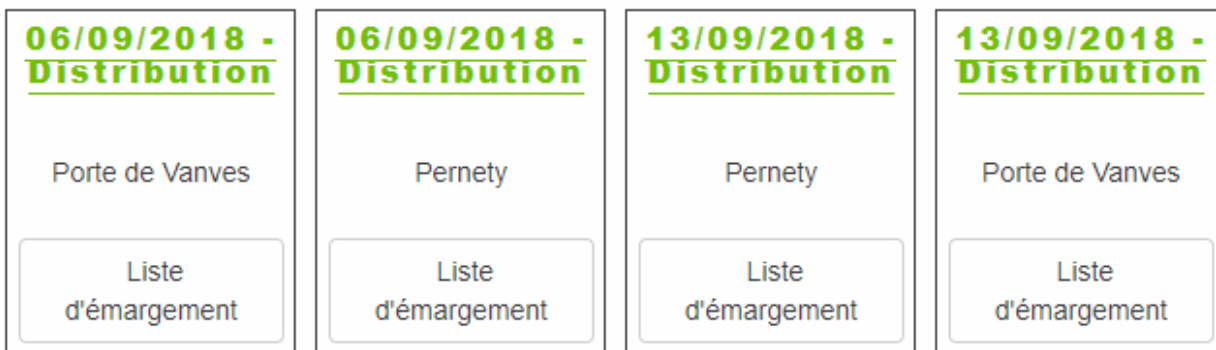 06/09/2018 -
Distribution
Porte de Vanves
Liste
d'émargement
06/09/2018 -
Distribution
Pernety
Liste
d'émargement
13/09/2018 -
Distribution
Pernety
Liste
d'émargement
13/09/2018 -
Distribution
Porte de Vanves
Liste
d'émargement